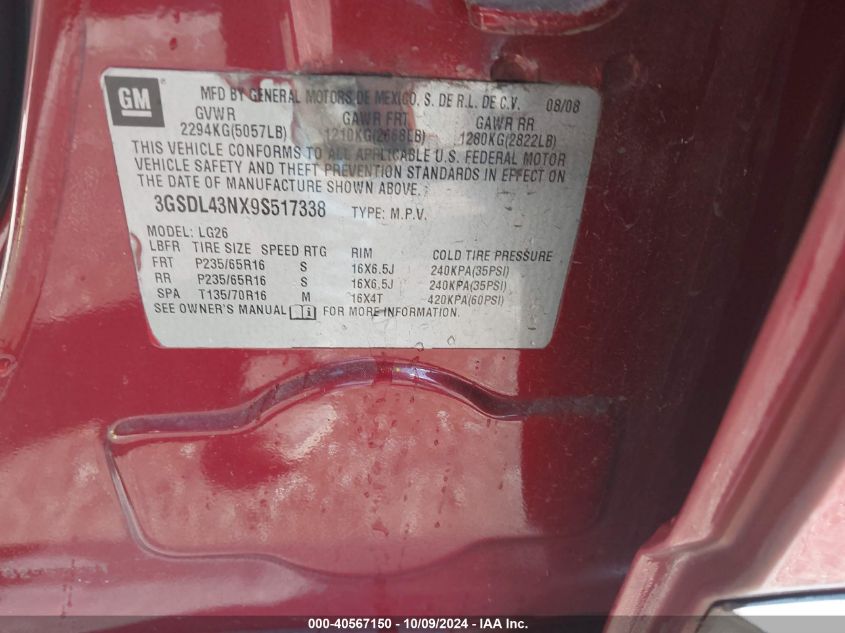 GM
MFD BY GENERAL MOTORS DE MEXICO, S. DE R.L. DE C.V. 08/08
GVWR GAWR FRT GAWR RR
2294KG(5057LB) 1210KG(2668LB) 1280KG(2822LB)
THIS VEHICLE CONFORMS TO ALL APPLICABLE U.S. FEDERAL MOTOR
VEHICLE SAFETY AND THEFT PREVENTION STANDARDS IN EFFECT ON
THE DATE OF MANUFACTURE SHOWN ABOVE.
3GSDL43NX9S517338 TYPE: M.P.V.
MODEL: LG26
LBFR TIRE SIZE SPEED RTG RIM COLD TIRE PRESSURE
FRT P235/65R16 S 16X6.5J 240KPA(35PSI)
RR P235/65R16 S 16X6.5J 240KPA(35PSI)
SPA T135/70R16 M 16X4T 420KPA(60PSI)
SEE OWNER'S MANUAL FOR MORE INFORMATION.
000-40567150 - 10/09/2024 - IAA Inc.